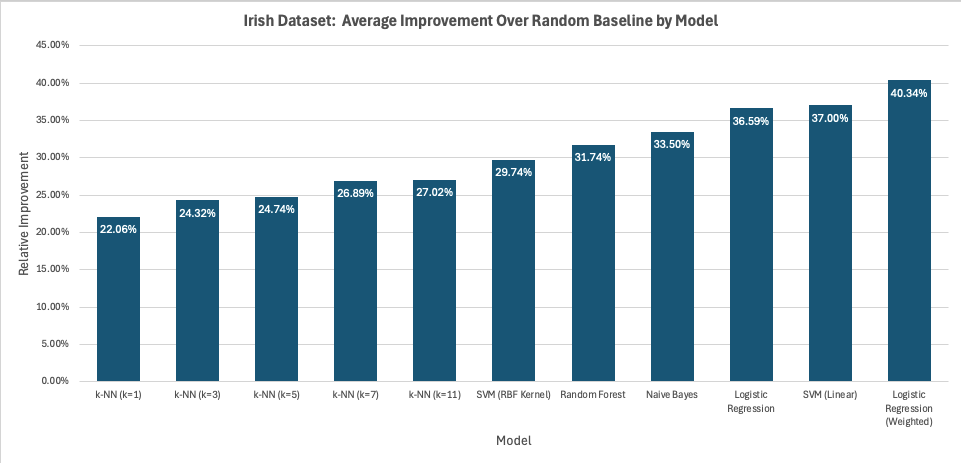 Irish Dataset: Average Improvement Over Random Baseline by Model
45.00%
40.00%
35.00%
30.00%
25.00%
20.00%
15.00%
10.00%
5.00%
0.00%
Relative Improvement
22.06%
24.32%
24.74%
26.89%
27.02%
29.74%
31.74%
33.50%
36.59%
37.00%
40.34%
k-NN (k=1)
k-NN (k=3)
k-NN (k=5)
k-NN (k=7)
k-NN (k=11)
SVM (RBF Kernel)
Random Forest
Naive Bayes
Logistic
Regression
SVM (Linear)
Logistic
Regression
(Weighted)
Model